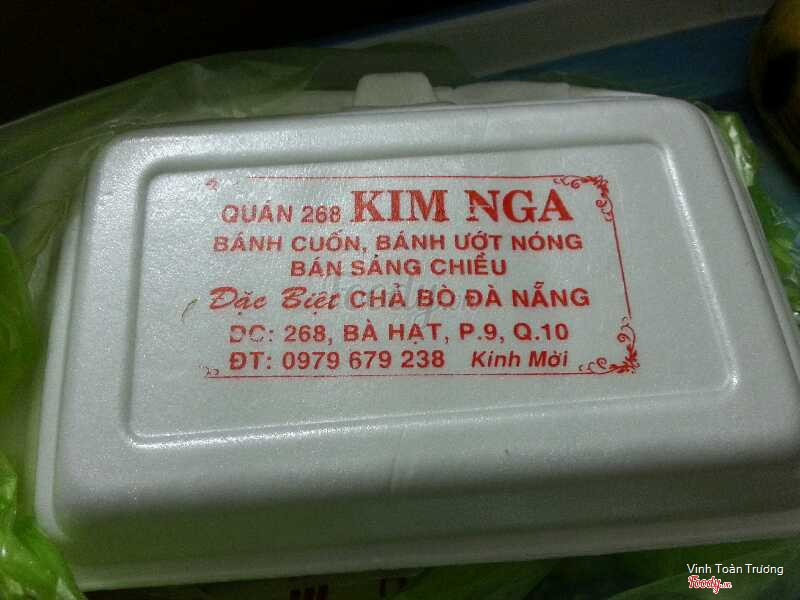 QUÁN 268 KIM NGA
BÁNH CUỐN, BÁNH ƯỚT NÓNG
BÁN SÁNG CHIỀU
Đặc Biệt CHẢ BÒ ĐÀ NẴNG
ĐC: 268, BÀ HẠT, P.9, Q.10
ĐT: 0979 679 238 Kính Mời
Vinh Toàn Trương
Foody.vn